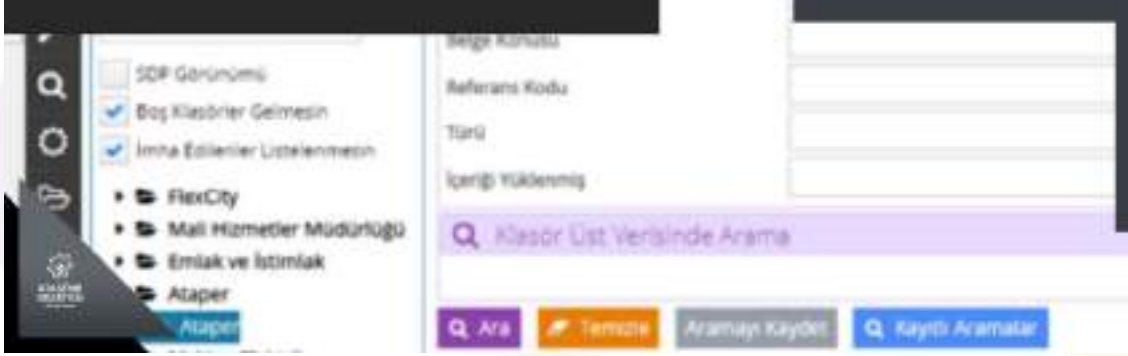 SDP Görünümü
Boş Klasörler Gelmesin
İmha Edilenler Listelenmesin
FlexCity
Mali Hizmetler Müdürlüğü
Emlak ve İstimlak
Ataper
Ataper
Belge Konusu
Referans Kodu
Türü
İçeriği Yüklenmiş
Klasör Üst Verisinde Arama
Ara
Temizle
Aramayı Kaydet
Kayıtlı Aramalar